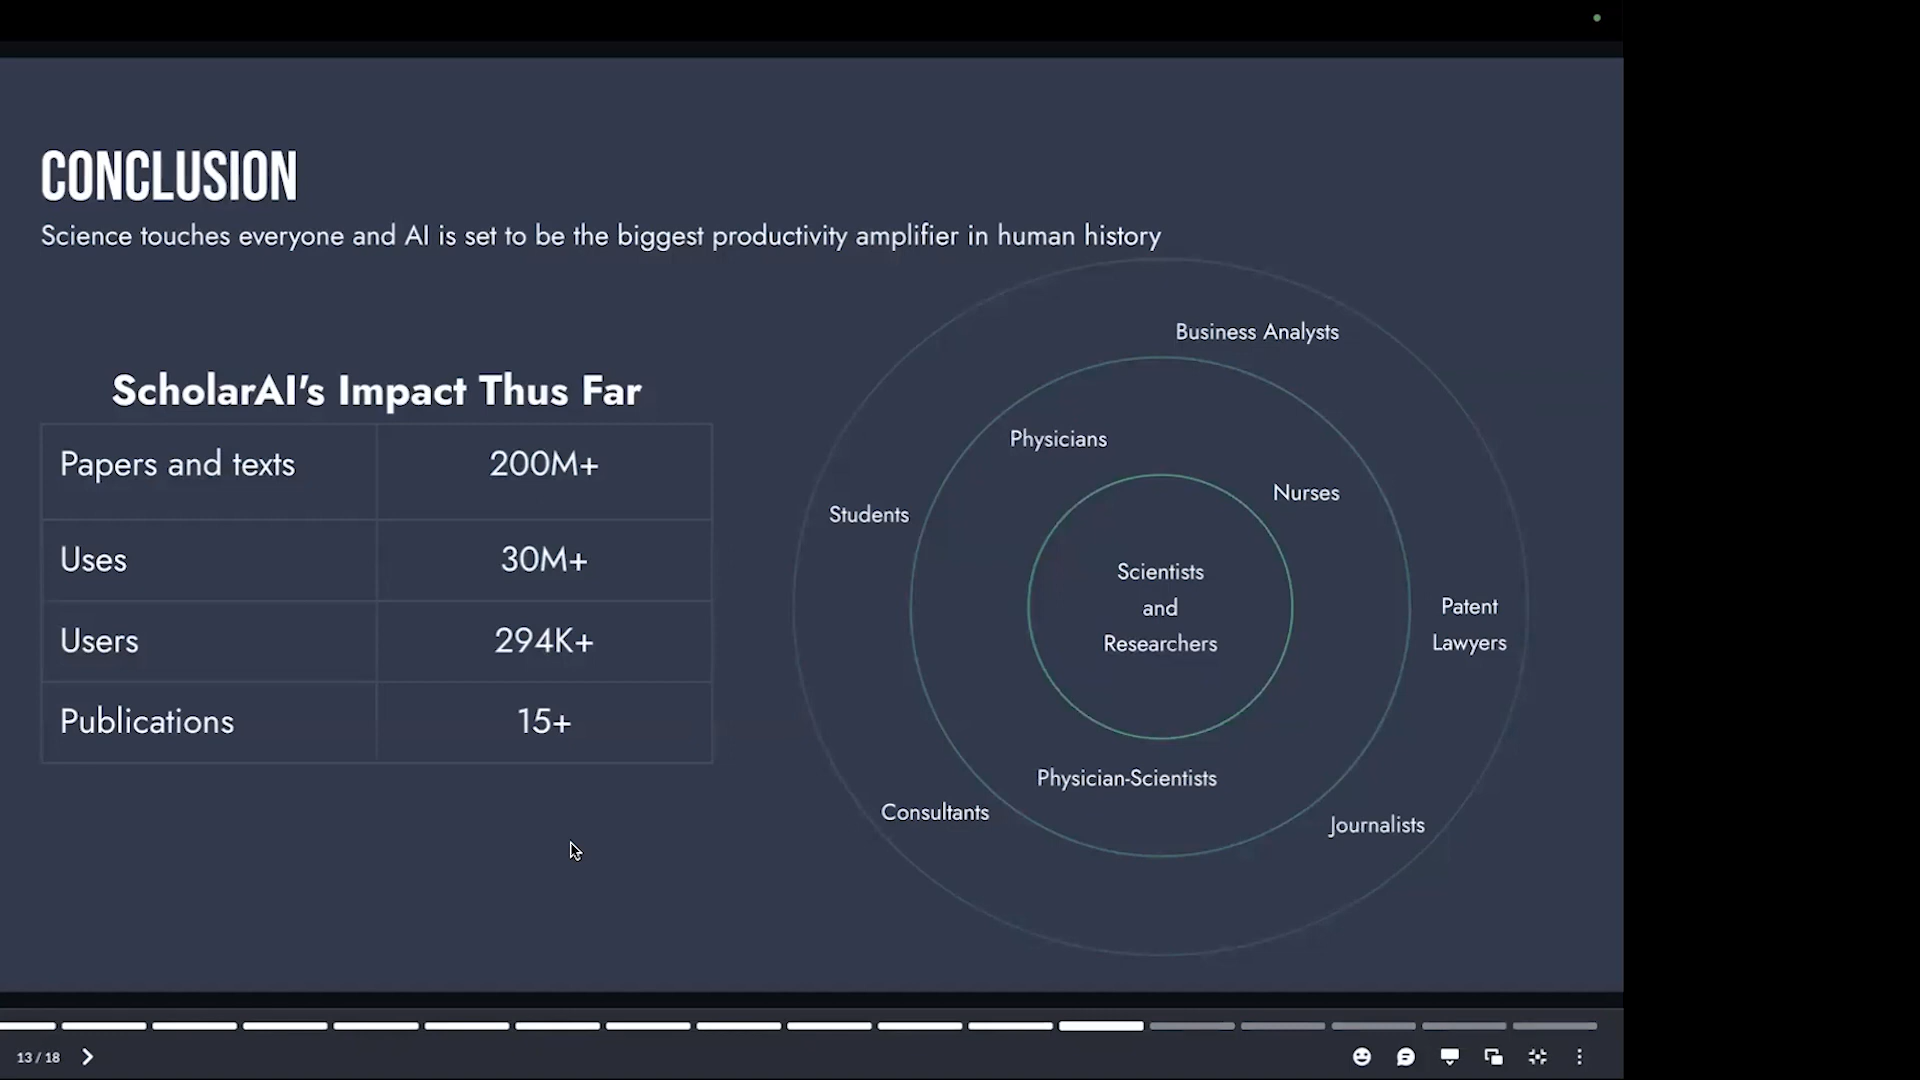 CONCLUSION
Science touches everyone and AI is set to be the biggest productivity amplifier in human history
ScholarAI's Impact Thus Far
Papers and texts 200M+
Uses 30M+
Users 294K+
Publications 15+
Business Analysts
Physicians
Nurses
Students
Scientists
and
Researchers
Patent
Lawyers
Physician-Scientists
Consultants
Journalists
13 / 18